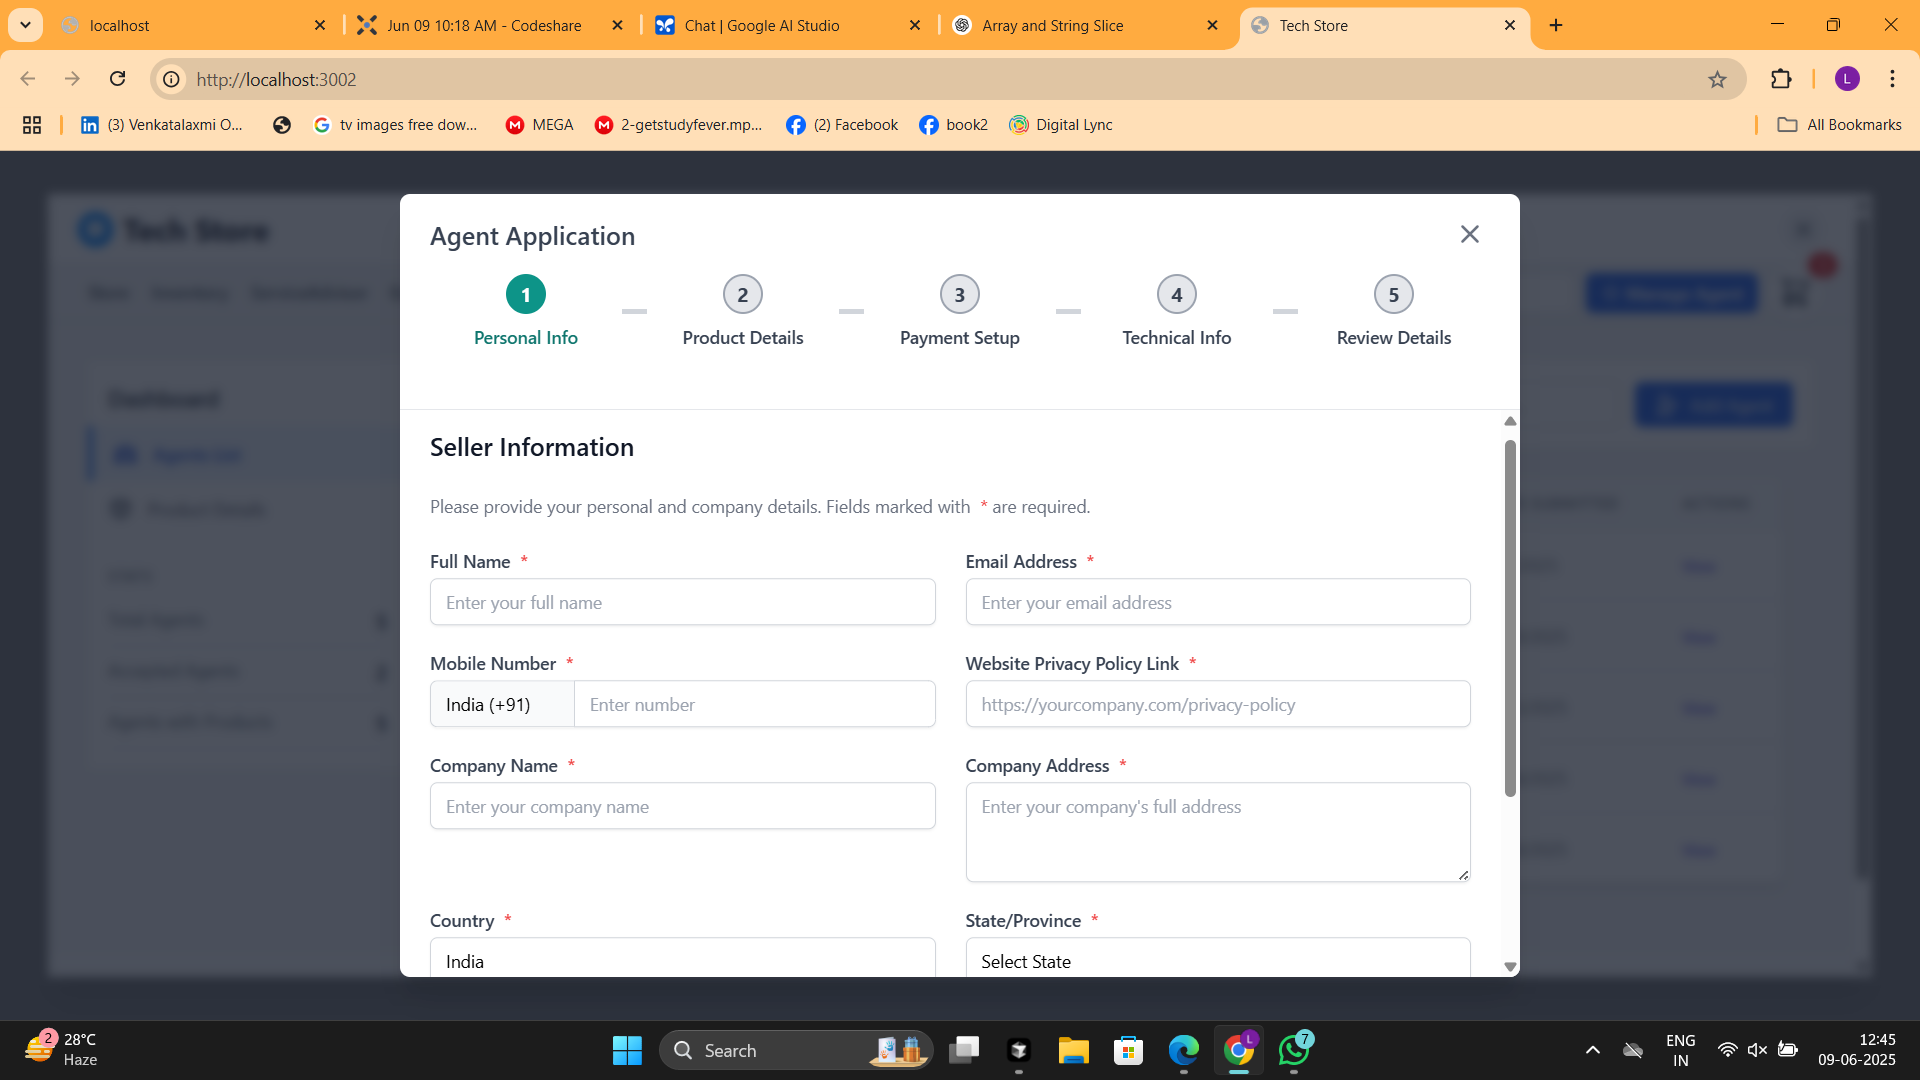 localhost
Jun 09 10:18 AM - Codeshare
Chat | Google AI Studio
Array and String Slice
Tech Store
http://localhost:3002
L
(3) Venkatalaxmi O...
tv images free dow...
MEGA
2-getstudyfever.mp...
(2) Facebook
book2
Digital Lync
All Bookmarks
Tech Store
Agent Application
1
2
3
4
5
Personal Info
Product Details
Payment Setup
Technical Info
Review Details
Dashboard
Seller Information
Please provide your personal and company details. Fields marked with * are required.
Full Name *
Email Address *
Enter your full name
Enter your email address
Mobile Number *
Website Privacy Policy Link *
India (+91)
Enter number
https://yourcompany.com/privacy-policy
Company Name *
Company Address *
Enter your company name
Enter your company's full address
Country *
State/Province *
India
Select State
2
28°C
Haze
Search
L
7
ENG
IN
12:45
09-06-2025